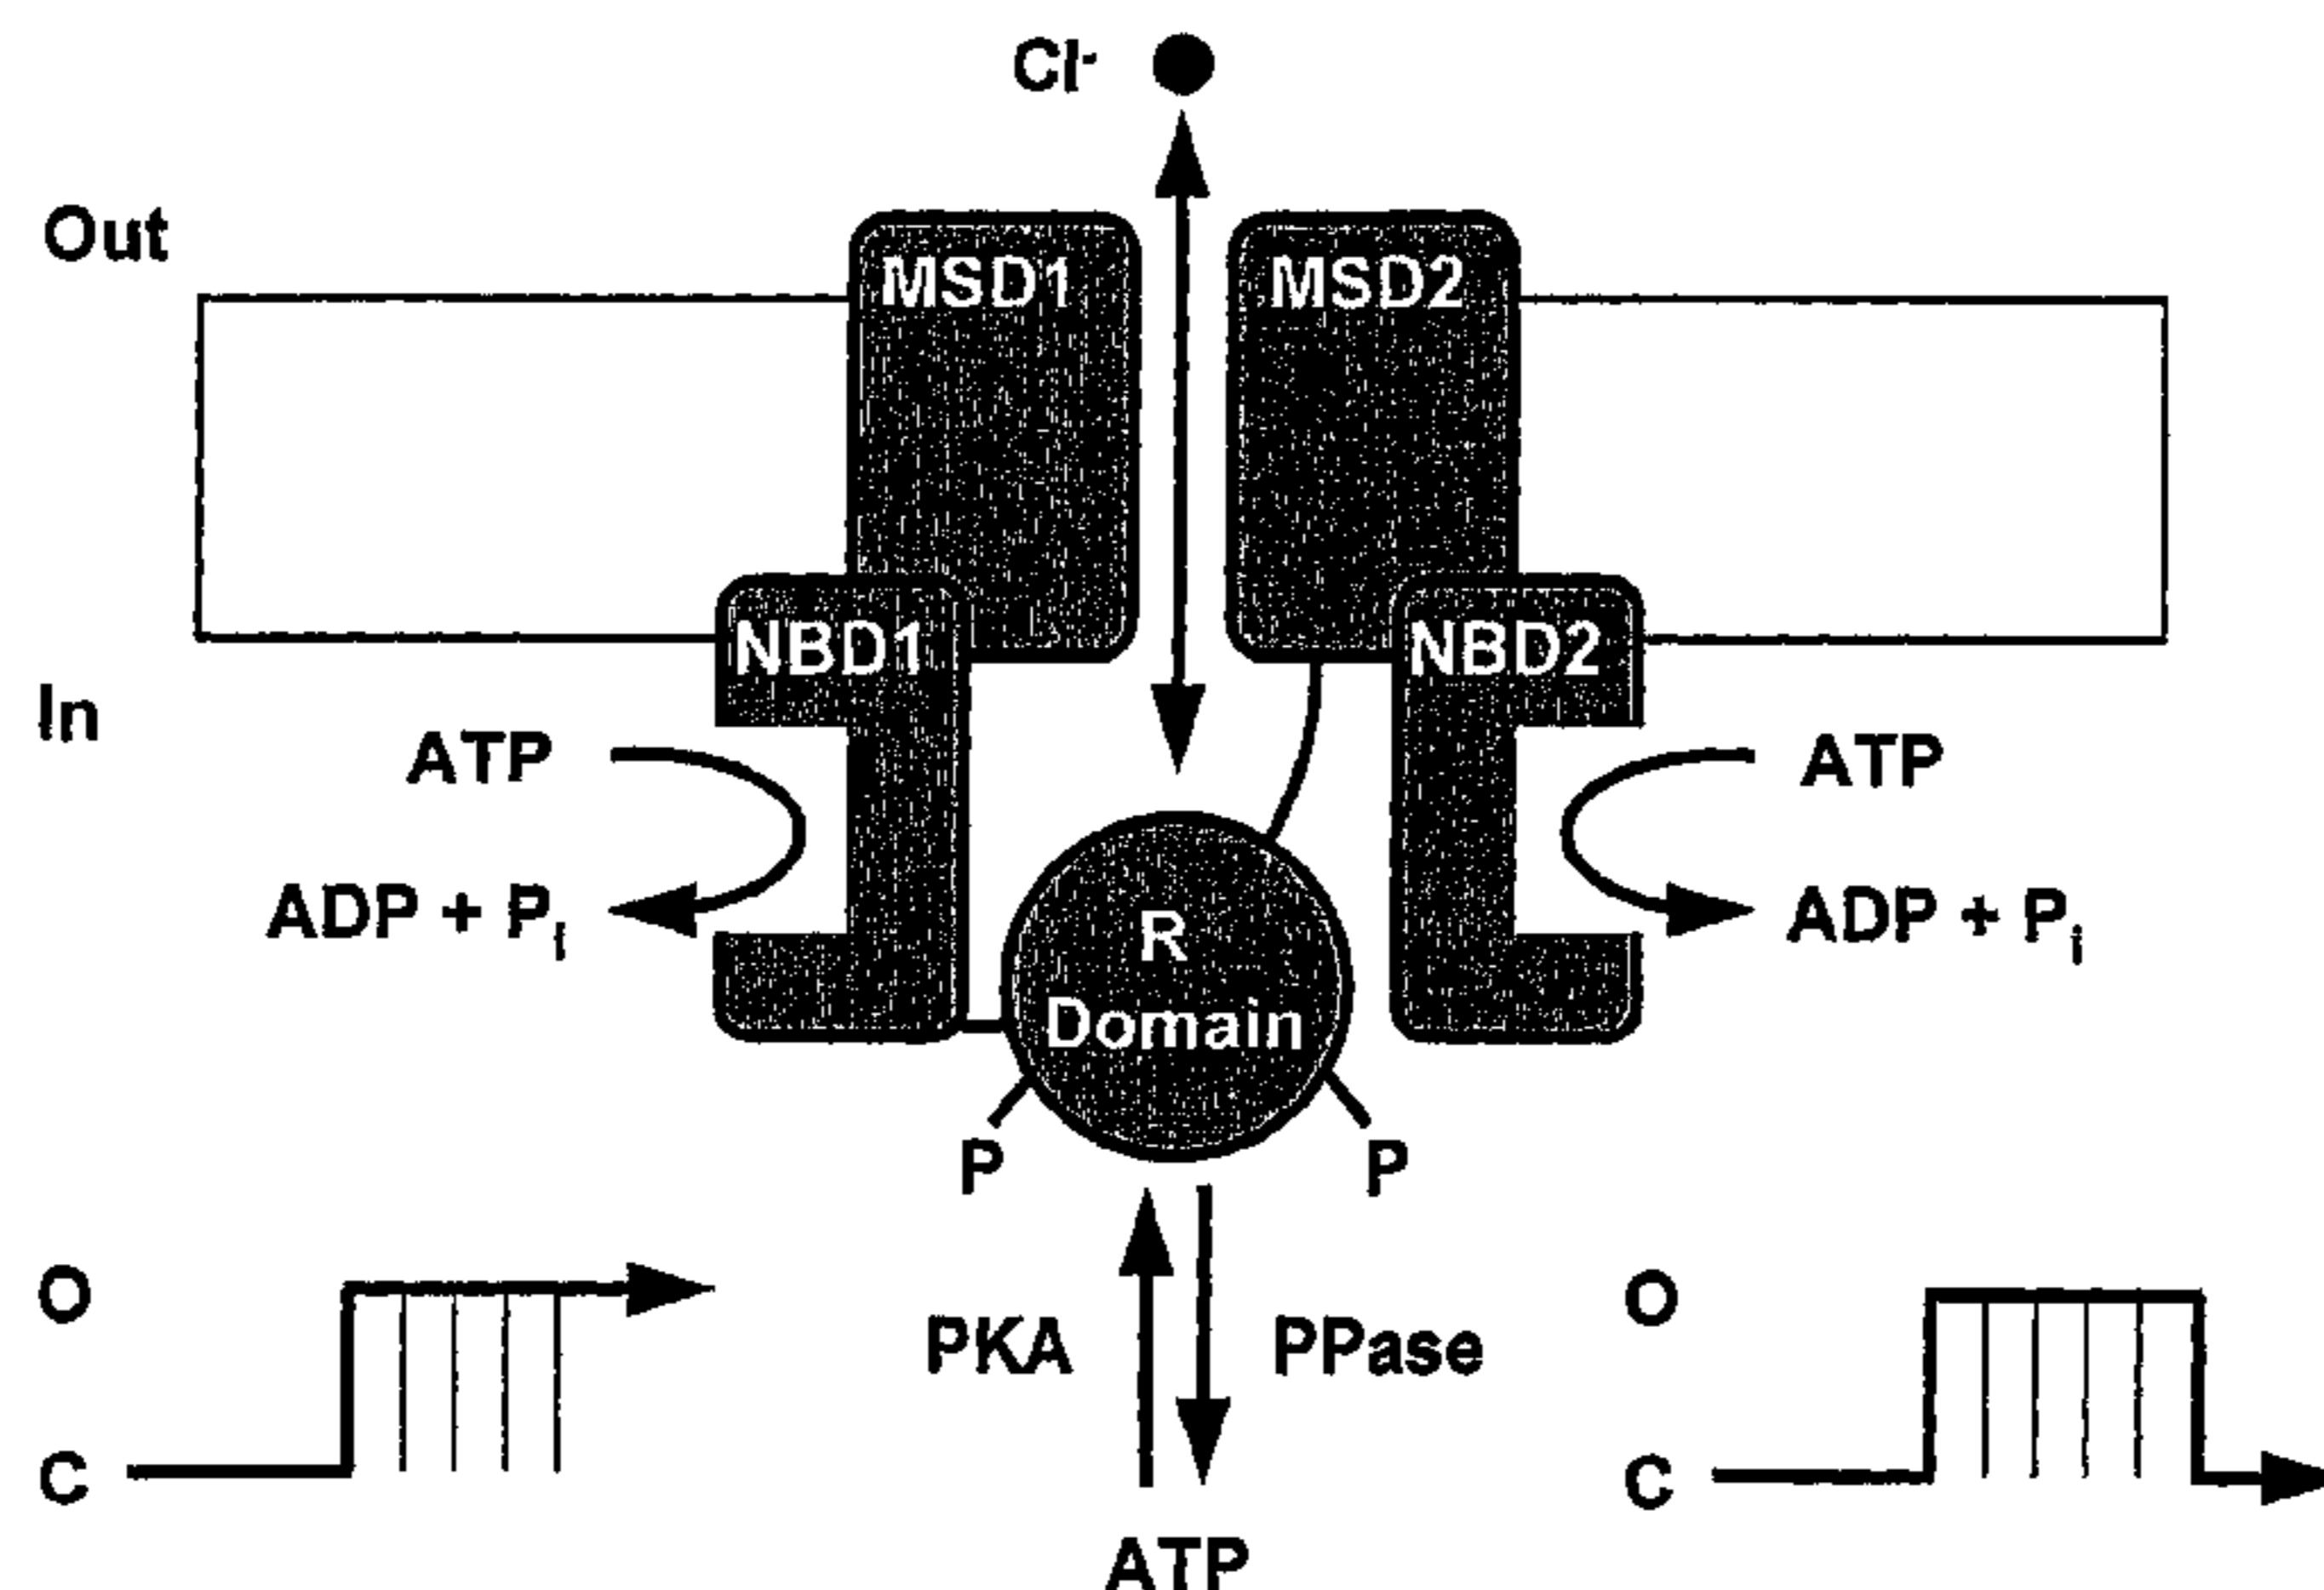 Cl-
Out
MSD1 MSD2
NBD1 NBD2
In
ATP ATP
ADP + Pi ADP + Pi
R
Domain
P P
O O
PKA PPase
C C
ATP